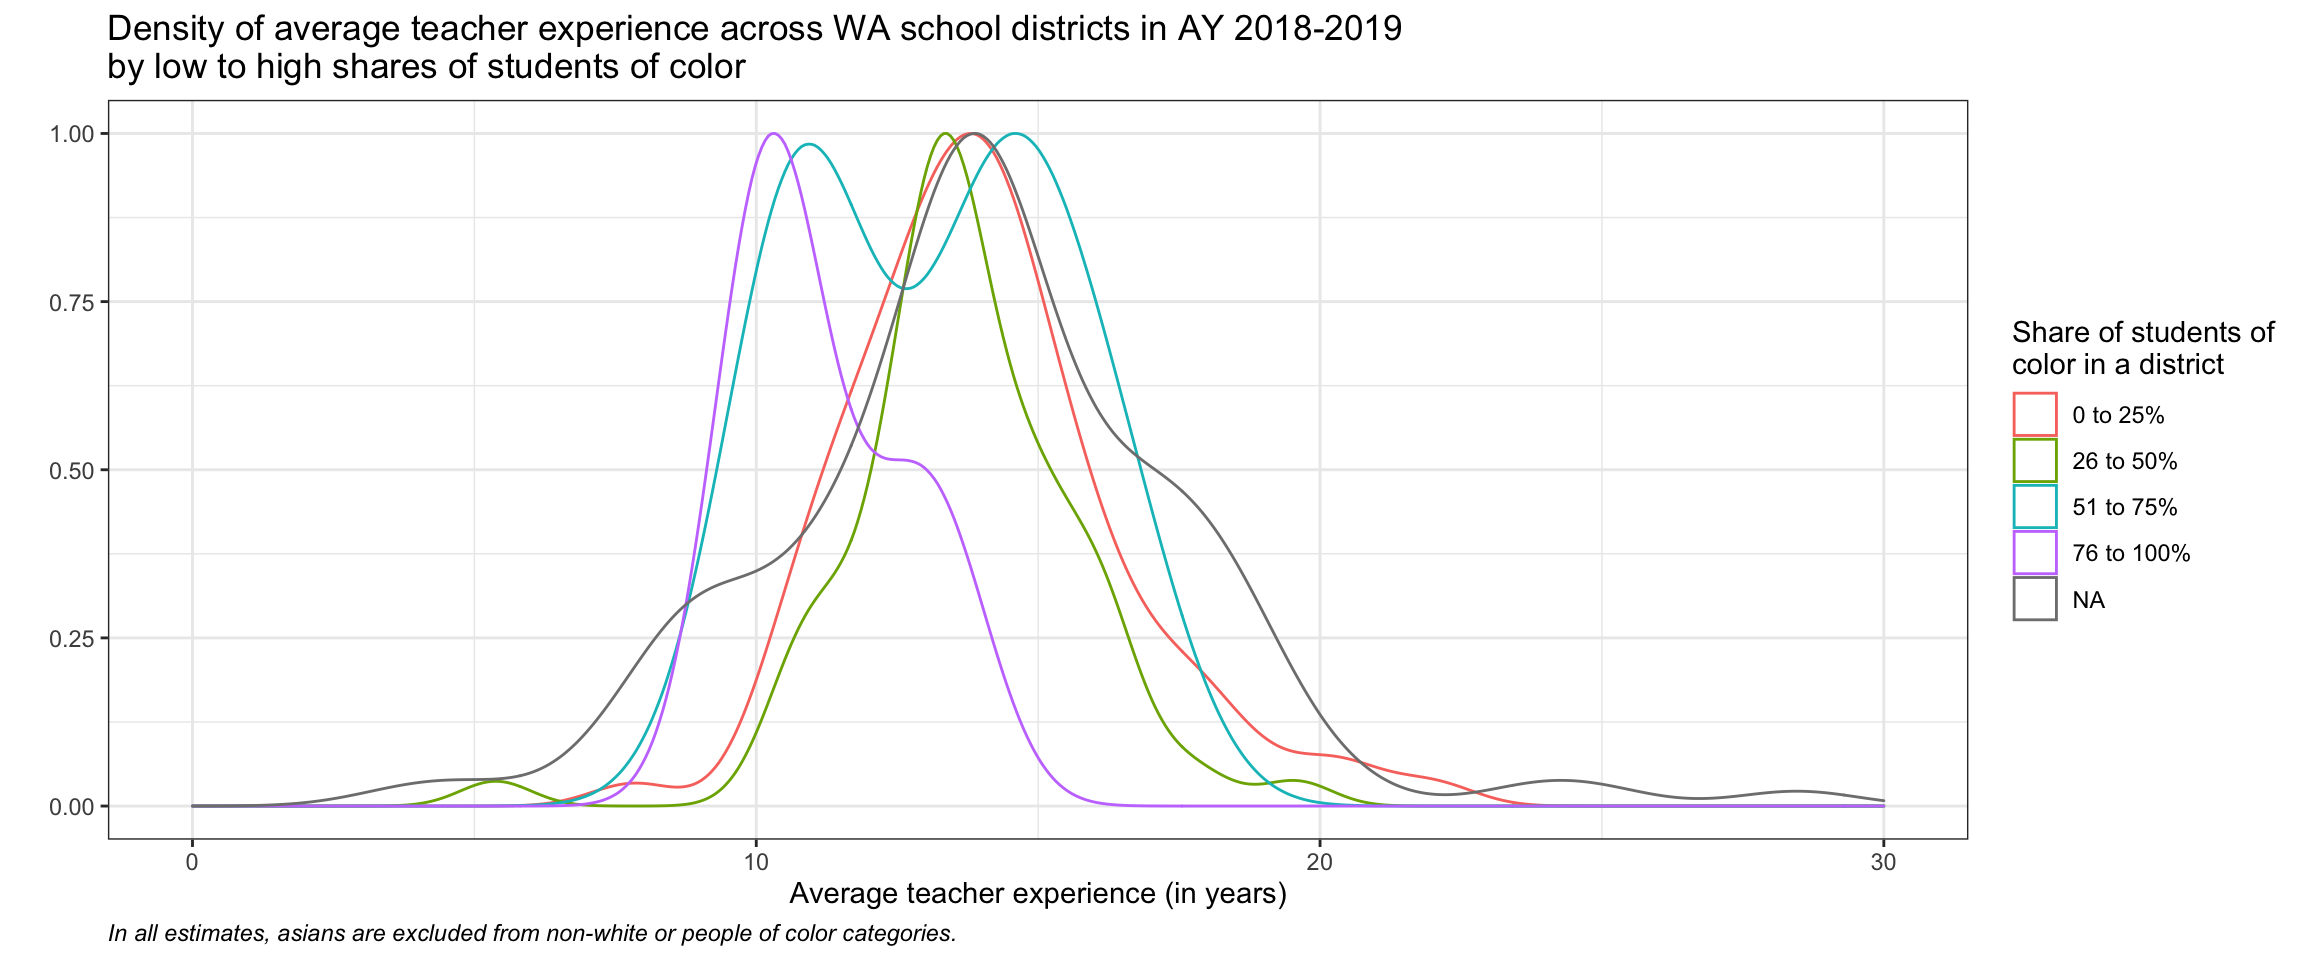 Density of average teacher experience across WA school districts in AY 2018-2019
by low to high shares of students of color
1.00
0.75
0.50
0.25
0.00
0
10
20
30
Average teacher experience (in years)
In all estimates, asians are excluded from non-white or people of color categories.
Share of students of
color in a district
0 to 25%
26 to 50%
51 to 75%
76 to 100%
NA